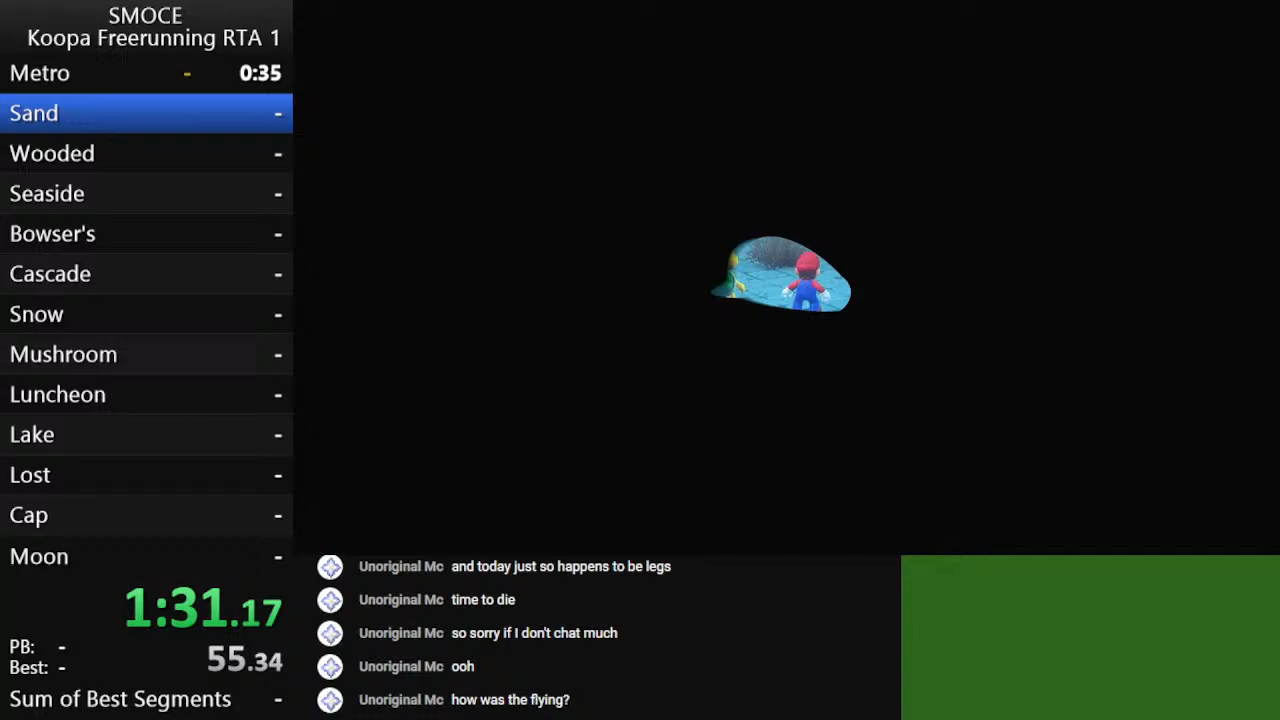 SMOCE
Koopa Freerunning RTA 1
Metro - 0:35
Sand -
Wooded -
Seaside -
Bowser's -
Cascade -
Snow -
Mushroom -
Luncheon -
Lake -
Lost -
Cap -
Moon -
1:31.17
PB: -
Best: -
55.34
Sum of Best Segments -
Unoriginal Mc and today just so happens to be legs
Unoriginal Mc time to die
Unoriginal Mc so sorry if I don't chat much
Unoriginal Mc ooh
Unoriginal Mc how was the flying?